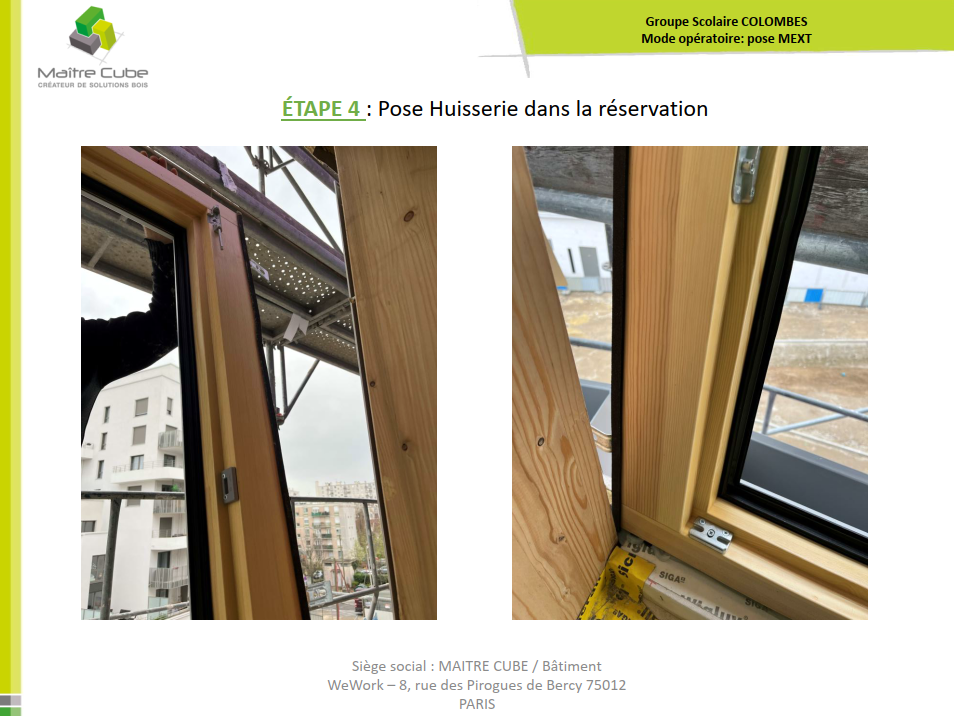 Groupe Scolaire COLOMBES
Mode opératoire: pose MEXT
Maître Cube
CRÉATEUR DE SOLUTIONS BOIS
ÉTAPE 4 : Pose Huisserie dans la réservation
SIGA
Siège social : MAITRE CUBE / Bâtiment
WeWork – 8, rue des Pirogues de Bercy 75012
PARIS